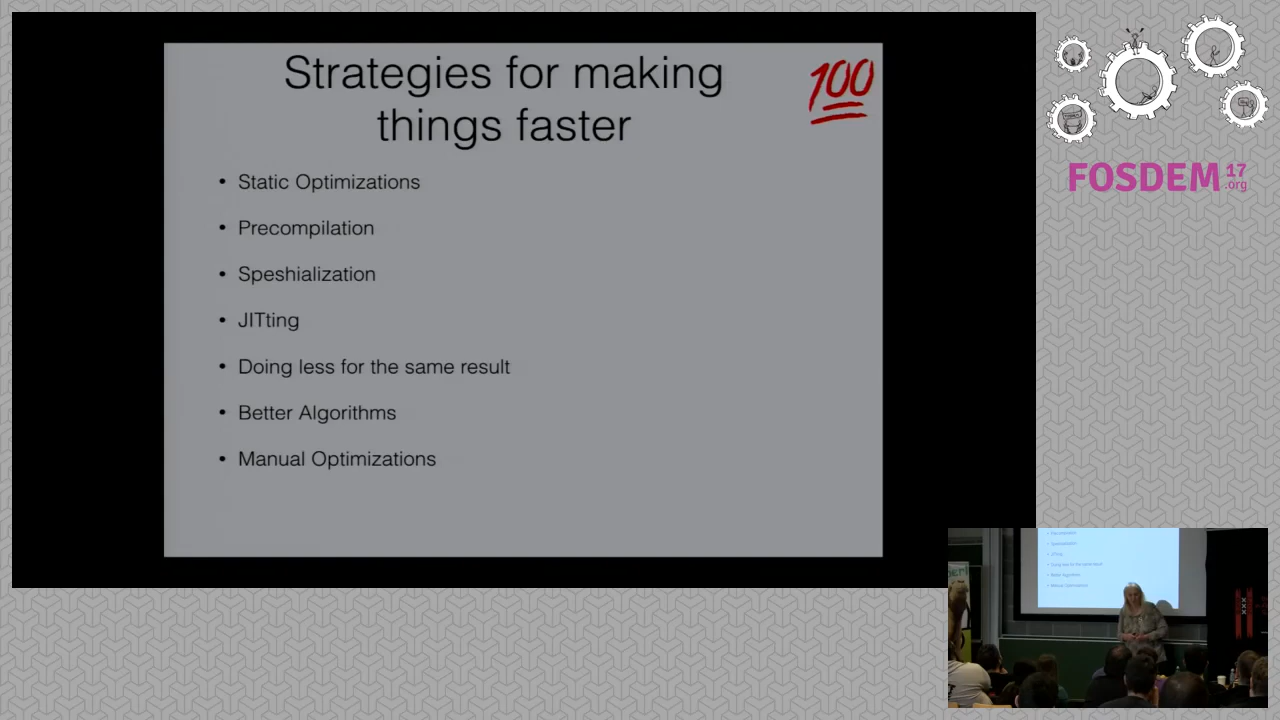 Strategies for making
things faster
100
• Static Optimizations
• Precompilation
• Speshialization
• JITting
• Doing less for the same result
• Better Algorithms
• Manual Optimizations
FOSDEM 17
.org